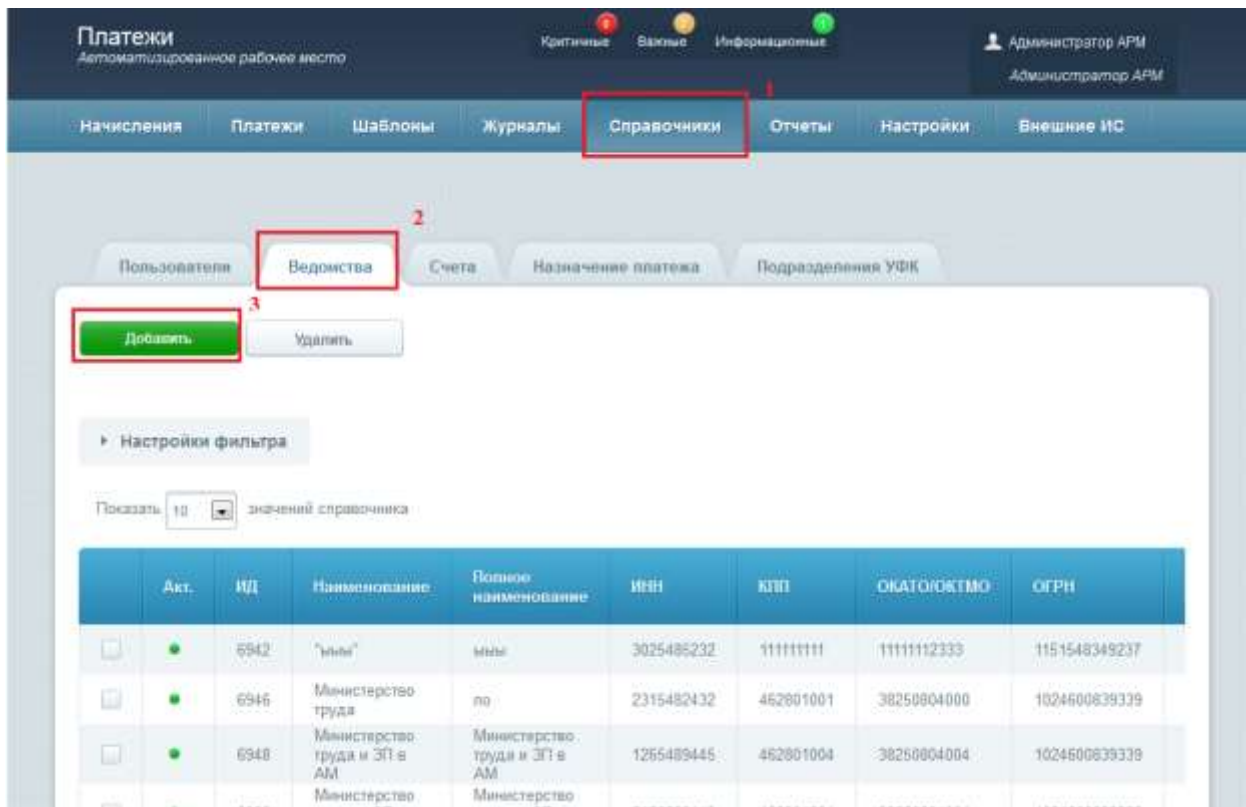 Платежи
Автоматизированное рабочее место
Критичные Важные Информационные
Администратор АРМ
Администратор АРМ
1
Начисления Платежи Шаблоны Журналы Справочники Отчеты Настройки Внешние ИС
2
Пользователи Ведомства Счета Назначение платежа Подразделения УФК
3
Добавить Удалить
Настройки фильтра
Показать 10 значений справочника
Акт. ИД Наименование Полное наименование ИНН КПП ОКАТО/ОКТМО ОГРН
6942 "ыыы" ыыы 3025485232 111111111 11111112333 1151548349237
6946 Министерство труда по 2315482432 462801001 38250804000 1024600839339
6948 Министерство труда и ЗП в АМ Министерство труда и ЗП в АМ 1265489445 462801004 38250804004 1024600839339
Министерство Министерство